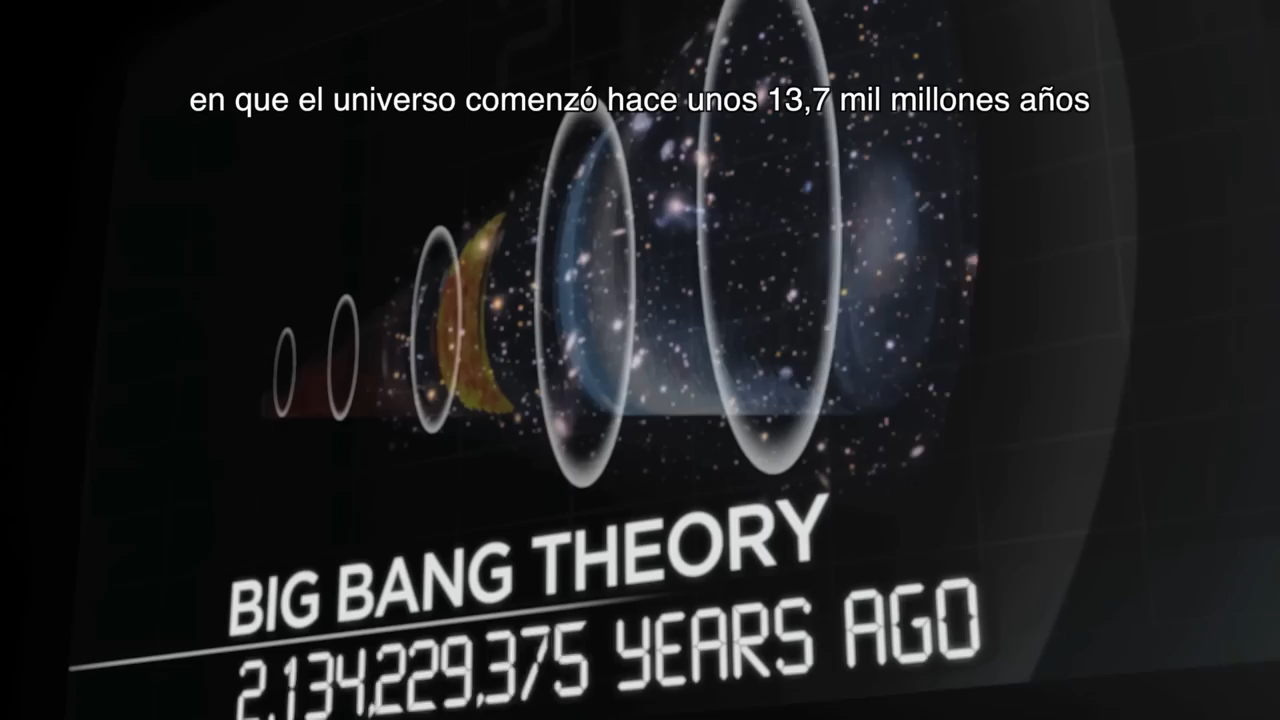 en que el universo comenzó hace unos 13,7 mil millones años
BIG BANG THEORY
2,134,229,375 YEARS AGO